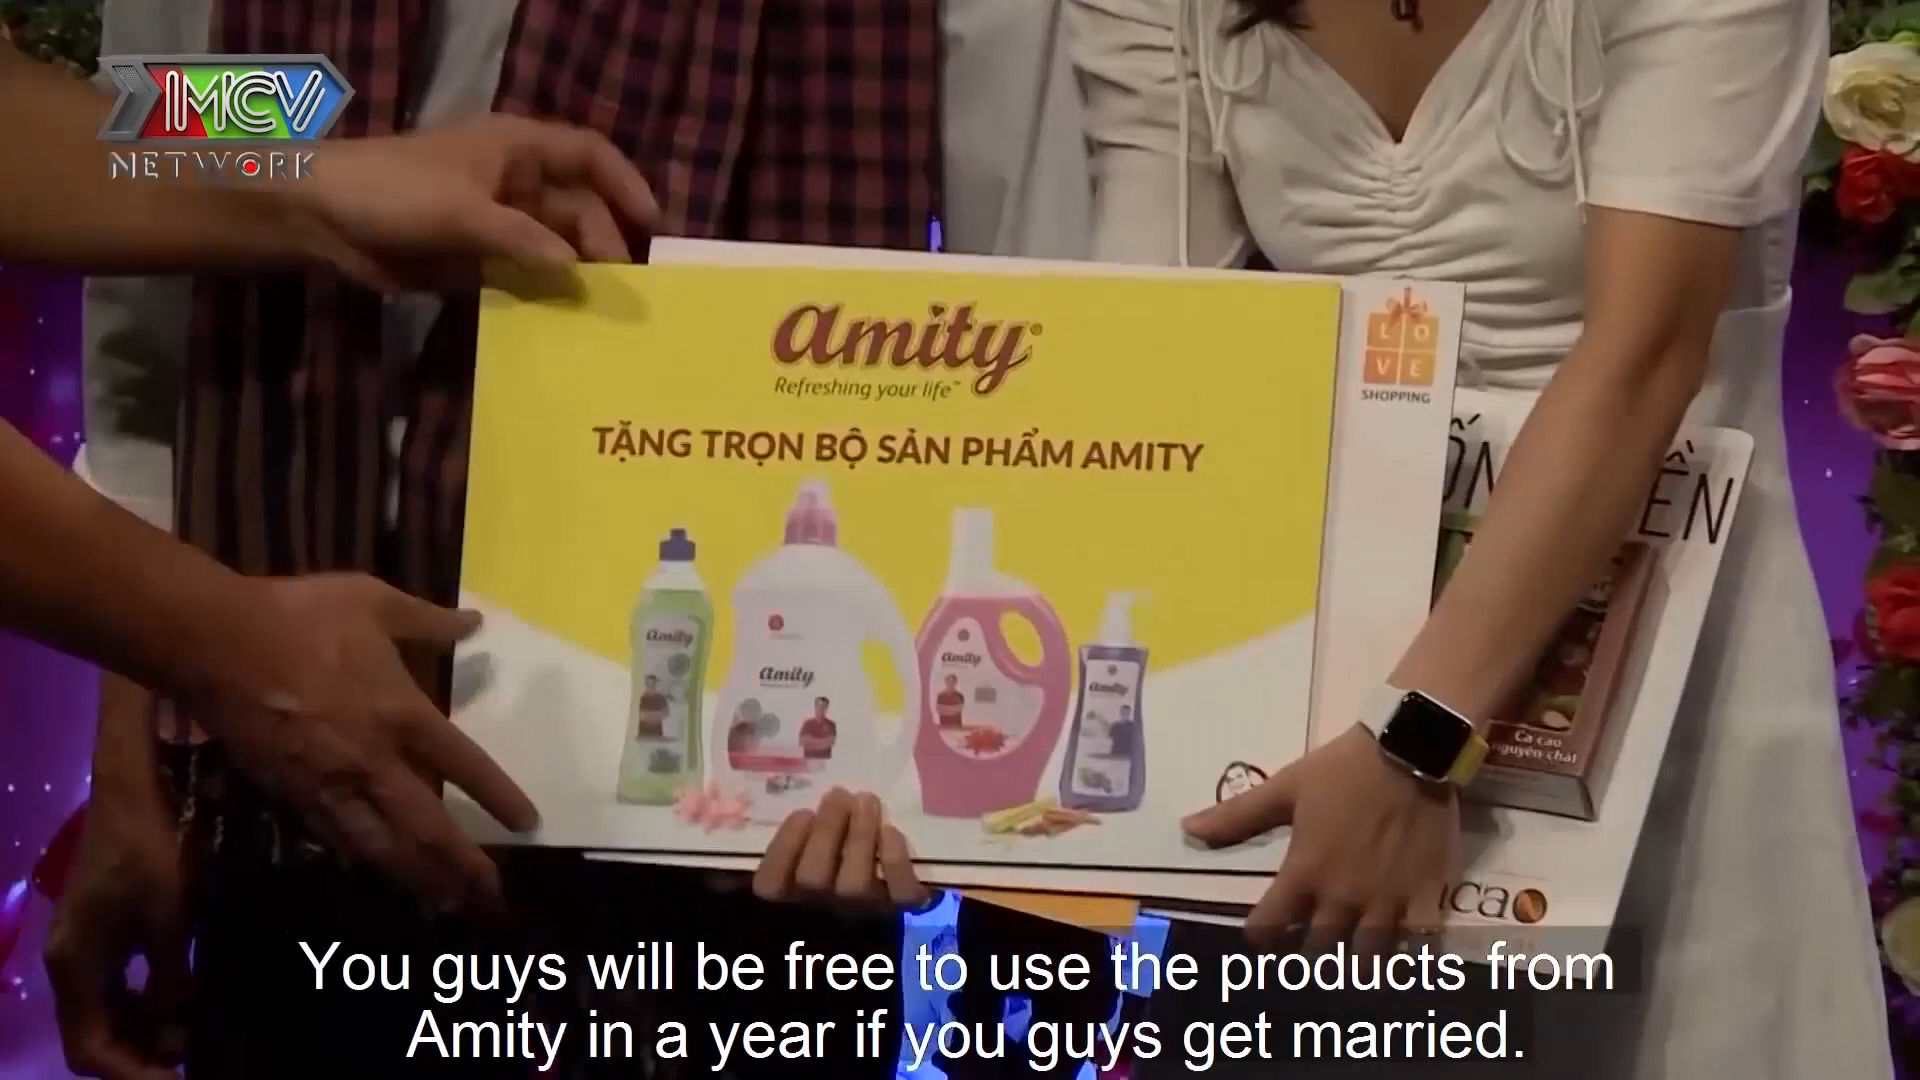 MCV
NETWORK
amity
Refreshing your life™
TẶNG TRỌN BỘ SẢN PHẨM AMITY
LOVE
SHOPPING
amity
amity
amity
amity
Ca cao
nguyên chất
You guys will be free to use the products from
Amity in a year if you guys get married.